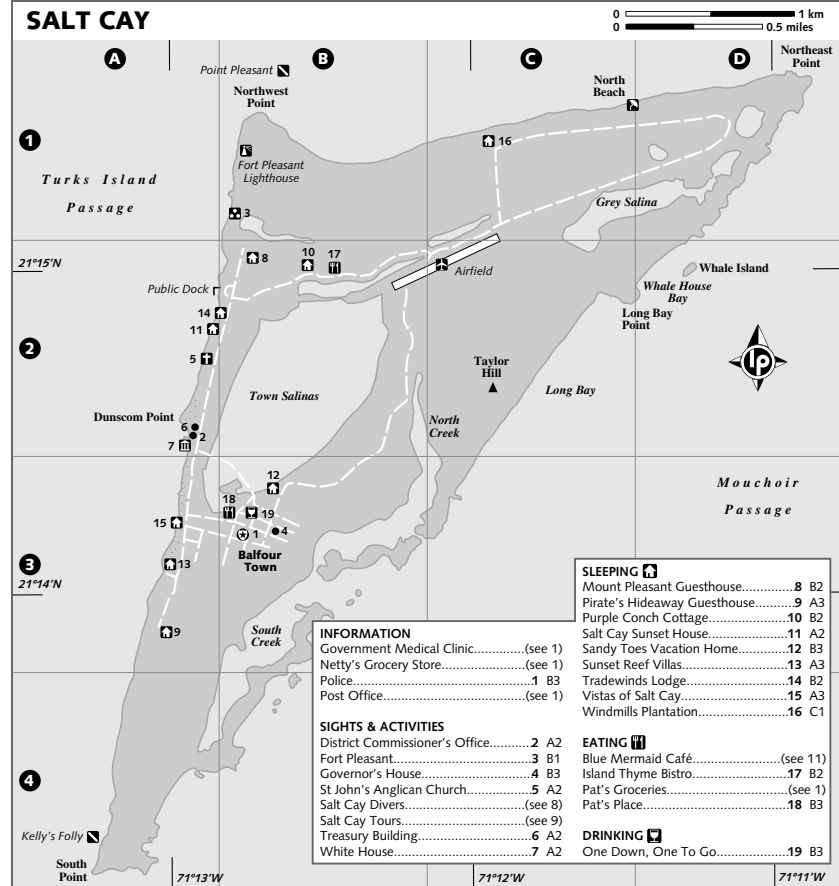 SALT CAY
0 1 km
0 0.5 miles
A
B
C
D
Northeast
Point
Point Pleasant
Northwest
Point
North
Beach
1
16
Fort Pleasant
Lighthouse
Turks Island
Passage
3
Grey Salina
8
10
17
21°15'N
Airfield
Whale Island
Whale House
Bay
Public Dock
14
11
Long Bay
Point
2
5
Taylor
Hill
lp
Town Salinas
Long Bay
Dunscom Point
6
2
7
North
Creek
12
Mouchoir
Passage
18
19
15
1
4
Balfour
Town
3
13
21°14'N
9
South
Creek
INFORMATION
Government Medical Clinic.............(see 1)
Netty's Grocery Store.....................(see 1)
Police................................................1 B3
Post Office.......................................(see 1)
SIGHTS & ACTIVITIES
District Commissioner's Office..........2 A2
Fort Pleasant....................................3 B1
Governor's House............................4 B3
St John's Anglican Church................5 A2
Salt Cay Divers................................(see 8)
Salt Cay Tours.................................(see 9)
Treasury Building.............................6 A2
White House....................................7 A2
SLEEPING
Mount Pleasant Guesthouse.............8 B2
Pirate's Hideaway Guesthouse..........9 A3
Purple Conch Cottage....................10 B2
Salt Cay Sunset House....................11 A2
Sandy Toes Vacation Home.............12 B3
Sunset Reef Villas...........................13 A3
Tradewinds Lodge..........................14 B2
Vistas of Salt Cay............................15 A3
Windmills Plantation.......................16 C1
EATING
Blue Mermaid Café....................(see 11)
Island Thyme Bistro........................17 B2
Pat's Groceries...............................(see 1)
Pat's Place.....................................18 B3
DRINKING
One Down, One To Go...................19 B3
4
Kelly's Folly
South
Point
71°13'W
71°12'W
71°11'W